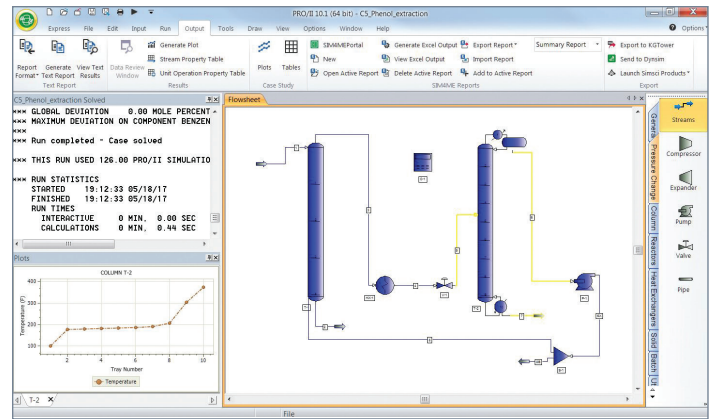 PRO/II 10.1 (64 bit) - C5_Phenol_extraction
Express File Edit Input Run Output Tools Draw View Options Window Help
Options
Report Format* Generate Text Report View Text Results
Text Report
Data Review Window
Generate Plot
Stream Property Table
Unit Operation Property Table
Results
Plots Tables
Case Study
SIM4MEPortal
New
Open Active Report
Generate Excel Output
View Excel Output
Delete Active Report
Export Report*
Import Report
Add to Active Report
Summary Report
SIM4ME Reports
Export to KGTower
Send to Dynsim
Launch Simsci Products*
Export
C5_Phenol_extraction Solved
*** GLOBAL DEVIATION 0.00 MOLE PERCENT
*** MAXIMUM DEVIATION ON COMPONENT BENZEN
***
*** Run completed - Case solved
*** THIS RUN USED 126.00 PRO/II SIMULATIO
*** RUN STATISTICS
STARTED 19:12:33 05/18/17
FINISHED 19:12:33 05/18/17
RUN TIMES
INTERACTIVE 0 MIN, 0.00 SEC
CALCULATIONS 0 MIN, 0.44 SEC
Plots
COLUMN T-2
Temperature (F)
400
300
200
100
2 4 6 8 10
Tray Number
Temperature
T-2
Flowsheet
General
Pressure Change
Column
Reactors
Heat Exchangers
Solid
Batch
Streams
Compressor
Expander
Pump
Valve
Pipe
File